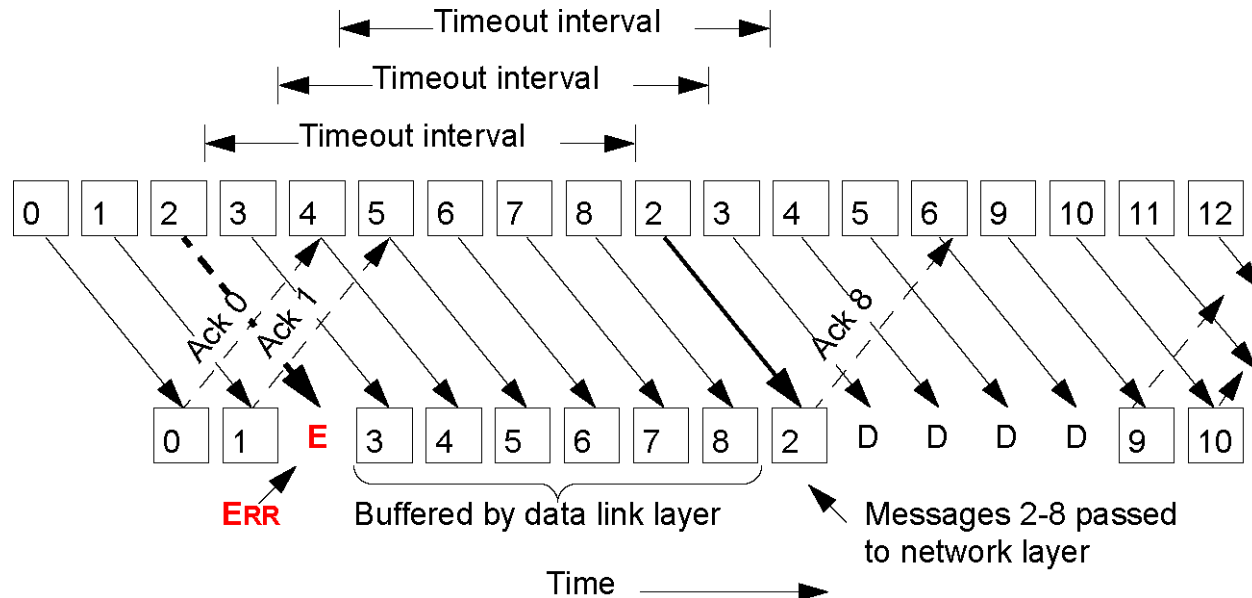 Timeout interval
Timeout interval
Timeout interval
0 1 2 3 4 5 6 7 8 2 3 4 5 6 9 10 11 12
Ack 0 Ack 1 Ack 8
0 1 E 3 4 5 6 7 8 2 D D D D 9 10
ERR Buffered by data link layer Messages 2-8 passed
to network layer
Time